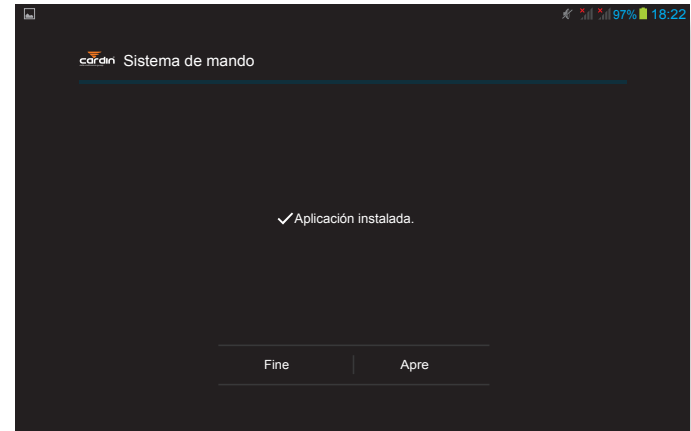 97% 18:22
cardin Sistema de mando
Aplicación instalada.
Fine Apre